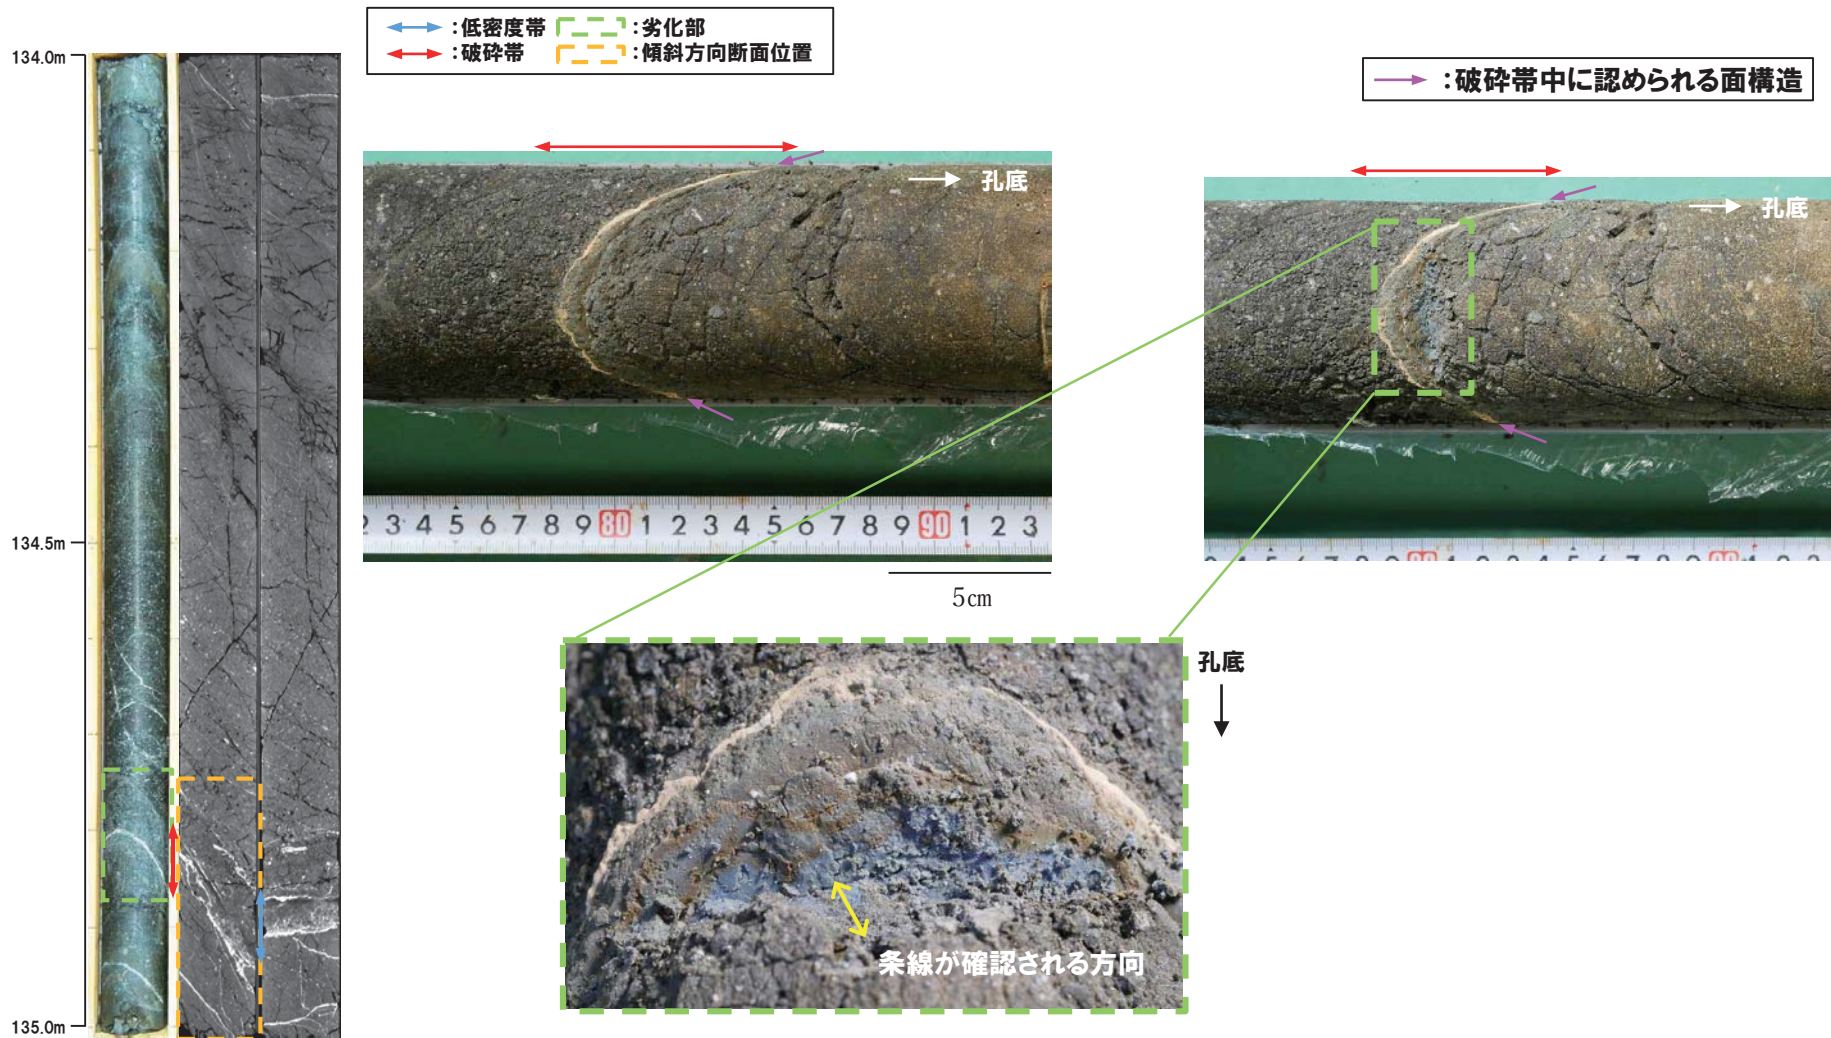 :低密度帯 :劣化部
:破砕帯 :傾斜方向断面位置
:破砕帯中に認められる面構造
134.0m
134.5m
135.0m
孔底
孔底
2 3 4 5 6 7 8 9 80 1 2 3 4 5 6 7 8 9 90 1 2 3
5cm
孔底
条線が確認される方向